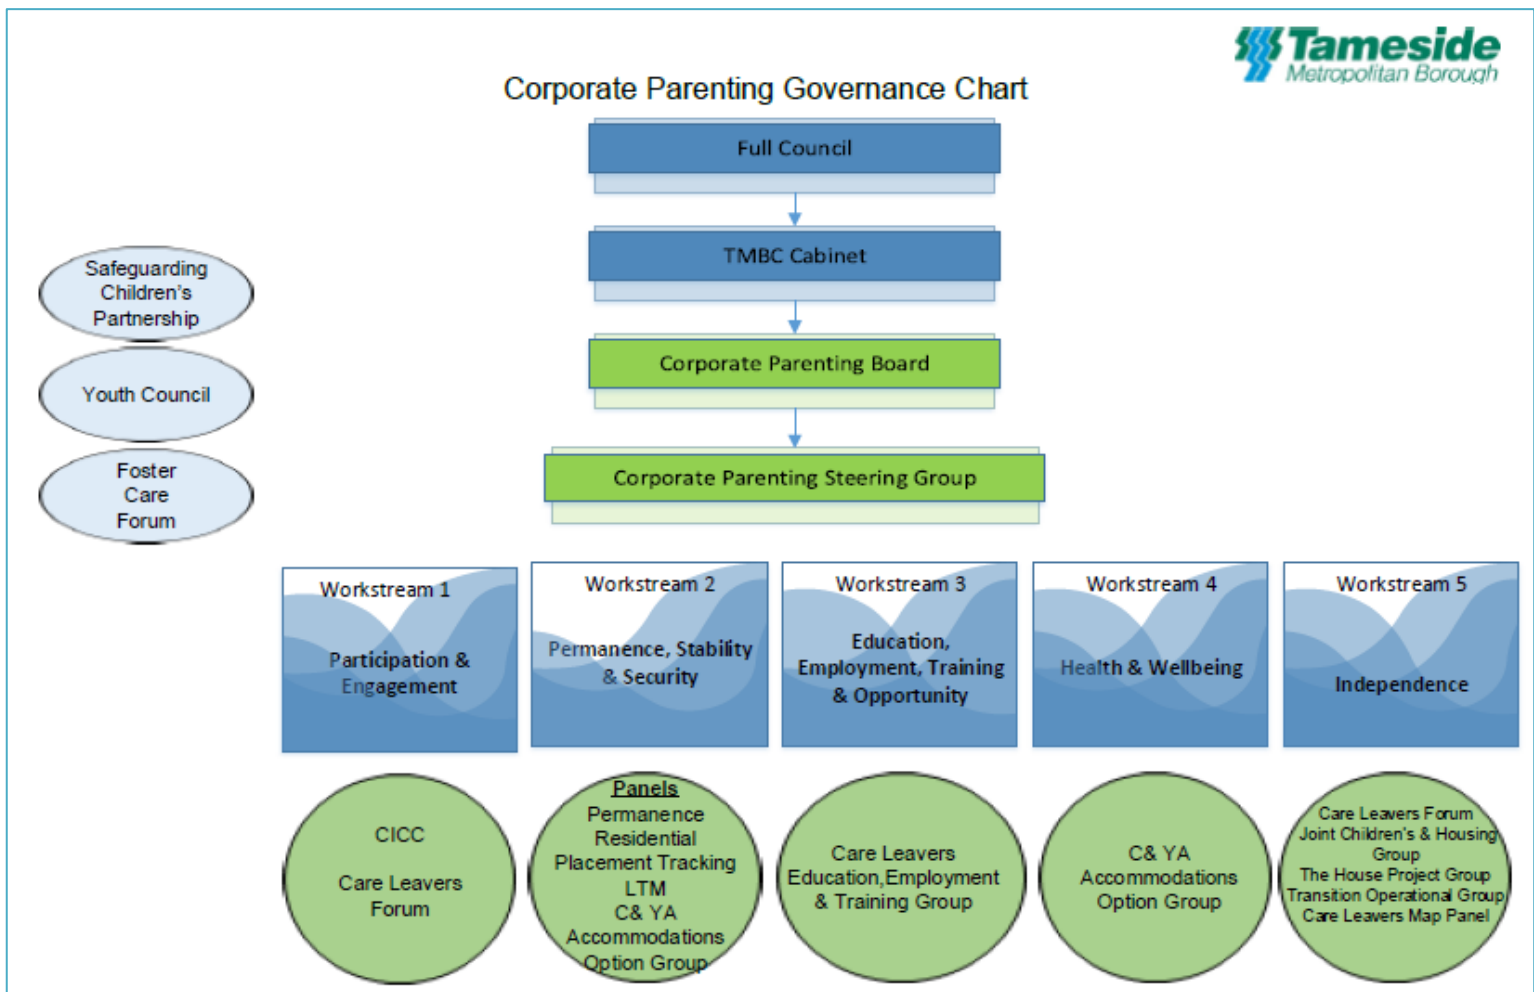 Tameside
Metropolitan Borough
Corporate Parenting Governance Chart
Full Council
TMBC Cabinet
Corporate Parenting Board
Corporate Parenting Steering Group
Safeguarding
Children's
Partnership
Youth Council
Foster
Care
Forum
Workstream 1
Participation &
Engagement
Workstream 2
Permanence, Stability
& Security
Workstream 3
Education,
Employment, Training
& Opportunity
Workstream 4
Health & Wellbeing
Workstream 5
Independence
CICC
Care Leavers
Forum
Panels
Permanence
Residential
Placement Tracking
LTM
C& YA
Accommodations
Option Group
Care Leavers
Education,Employment
& Training Group
C& YA
Accommodations
Option Group
Care Leavers Forum
Joint Children's & Housing
Group
The House Project Group
Transition Operational Group
Care Leavers Map Panel